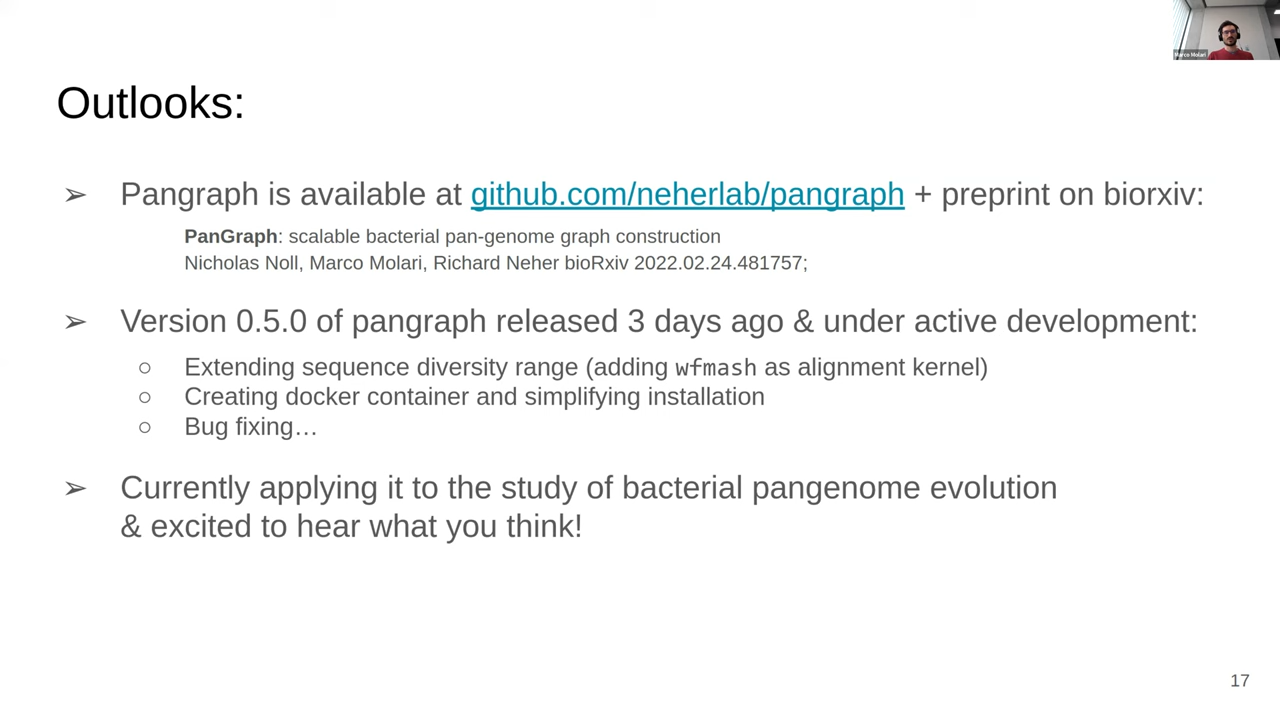 Marco Molari
Outlooks:
➢ Pangraph is available at github.com/neherlab/pangraph + preprint on biorxiv:
PanGraph: scalable bacterial pan-genome graph construction
Nicholas Noll, Marco Molari, Richard Neher bioRxiv 2022.02.24.481757;
➢ Version 0.5.0 of pangraph released 3 days ago & under active development:
○ Extending sequence diversity range (adding wfmash as alignment kernel)
○ Creating docker container and simplifying installation
○ Bug fixing…
➢ Currently applying it to the study of bacterial pangenome evolution
& excited to hear what you think!
17